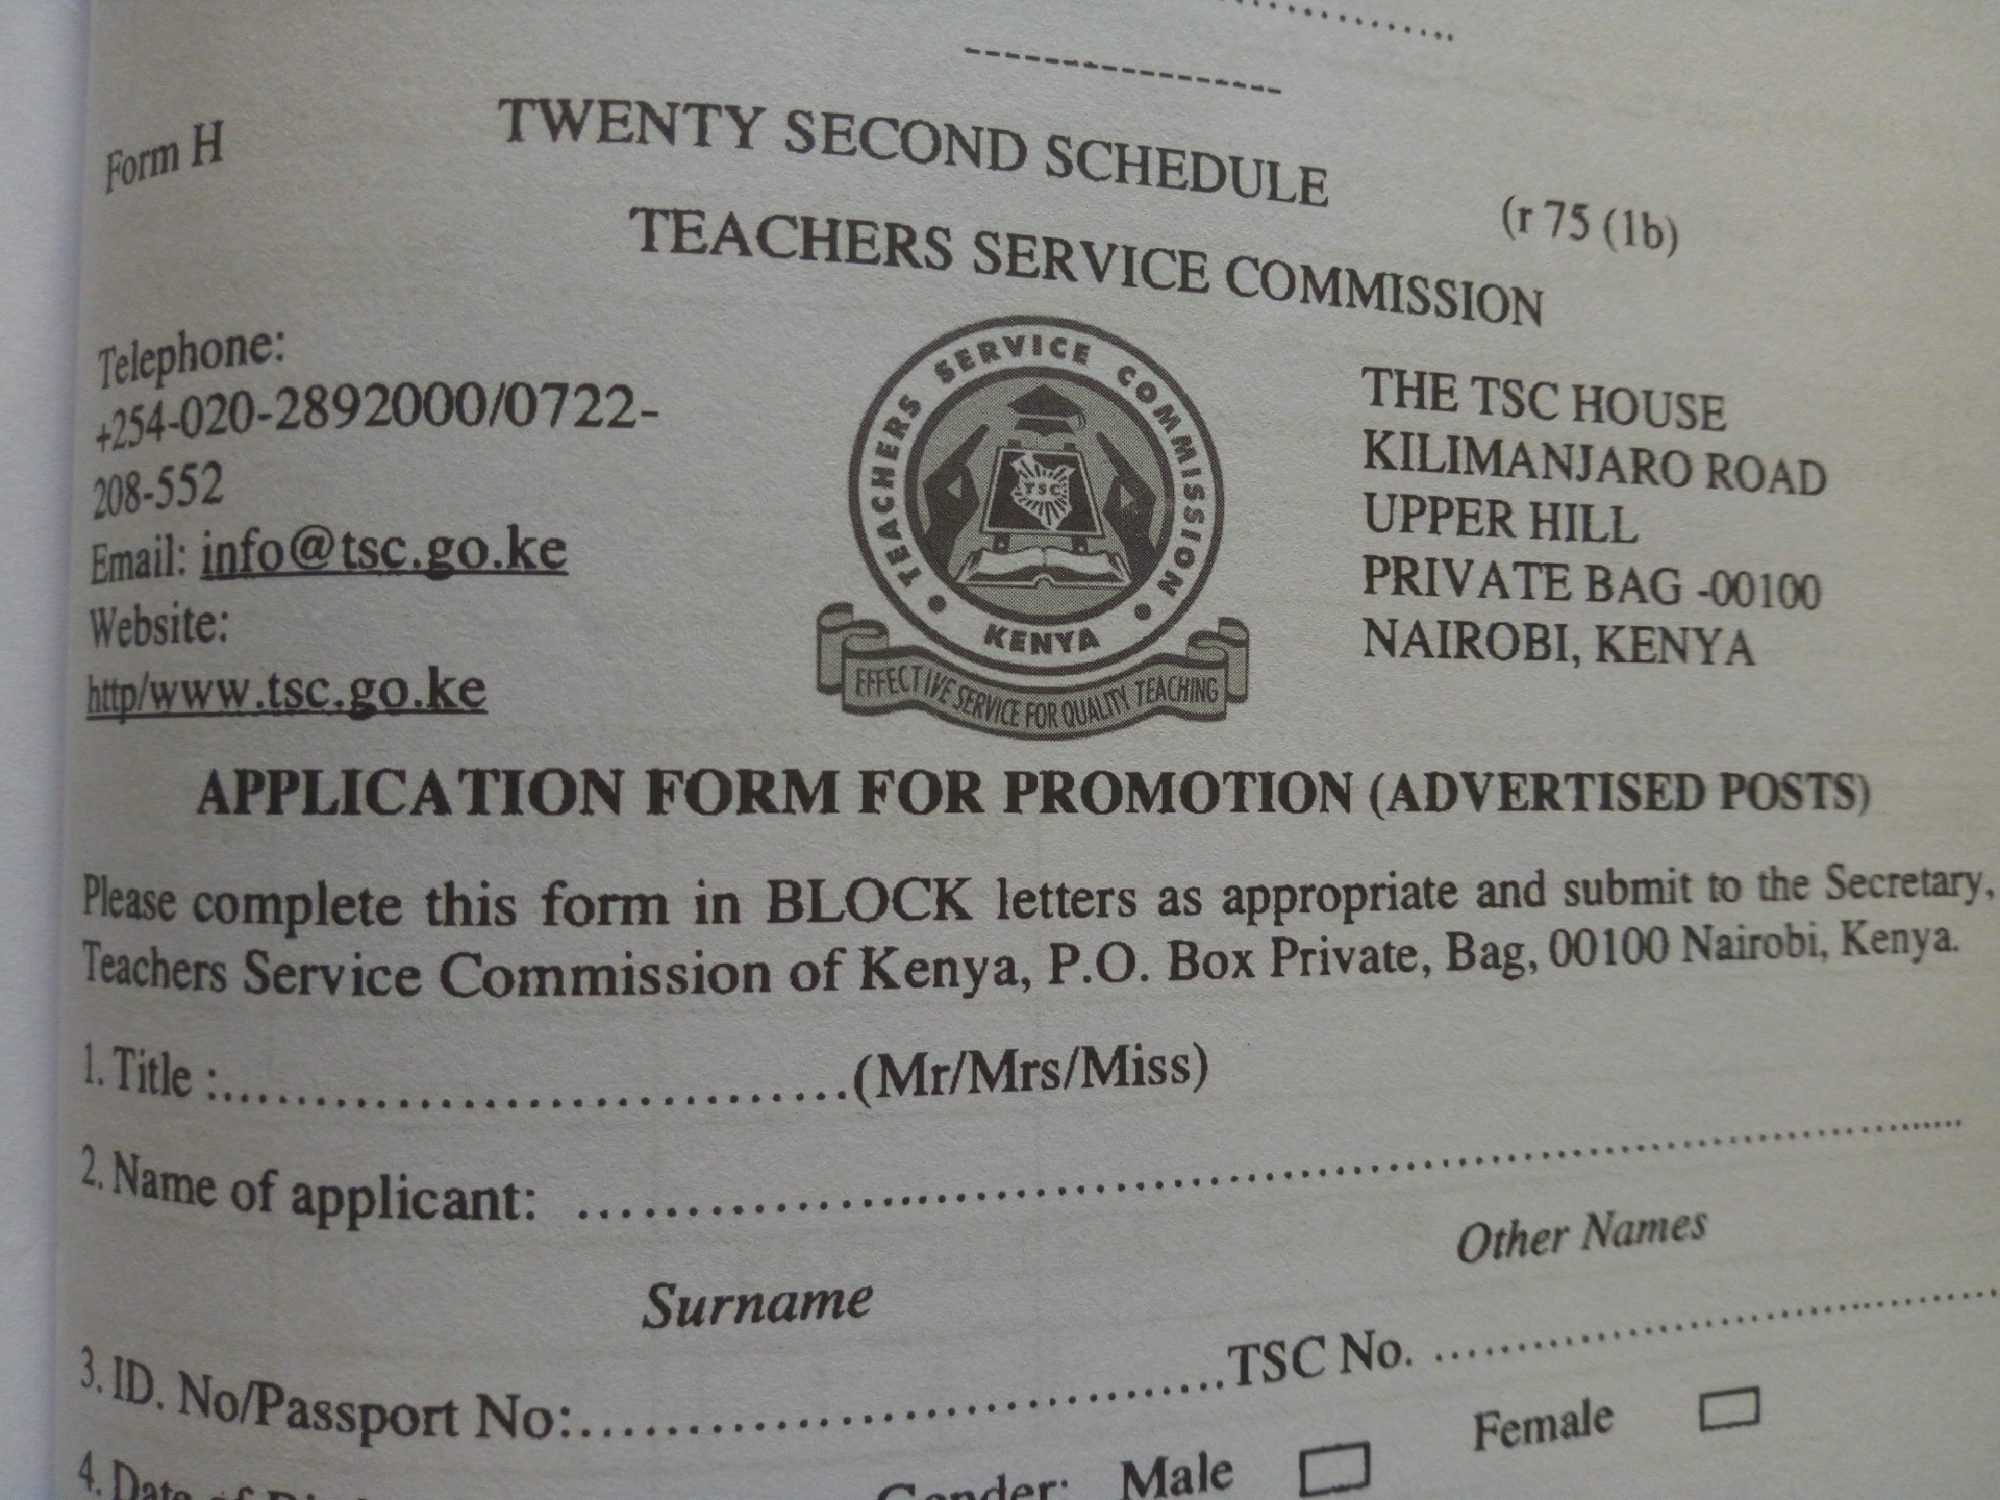 Form H
TWENTY SECOND SCHEDULE
(r 75 (1b)
TEACHERS SERVICE COMMISSION
Telephone:
+254-020-2892000/0722-
208-552
Email: info@tsc.go.ke
Website:
http/www.tsc.go.ke
TEACHERS SERVICE COMMISSION
TSC
KENYA
EFFECTIVE SERVICE FOR QUALITY TEACHING
THE TSC HOUSE
KILIMANJARO ROAD
UPPER HILL
PRIVATE BAG -00100
NAIROBI, KENYA
APPLICATION FORM FOR PROMOTION (ADVERTISED POSTS)
Please complete this form in BLOCK letters as appropriate and submit to the Secretary,
Teachers Service Commission of Kenya, P.O. Box Private, Bag, 00100 Nairobi, Kenya.
1. Title :..................................(Mr/Mrs/Miss)
2. Name of applicant: ................................................................................
Surname Other Names
3. ID. No/Passport No:....................................TSC No. ....................................
4. Date of Gender: Male Female